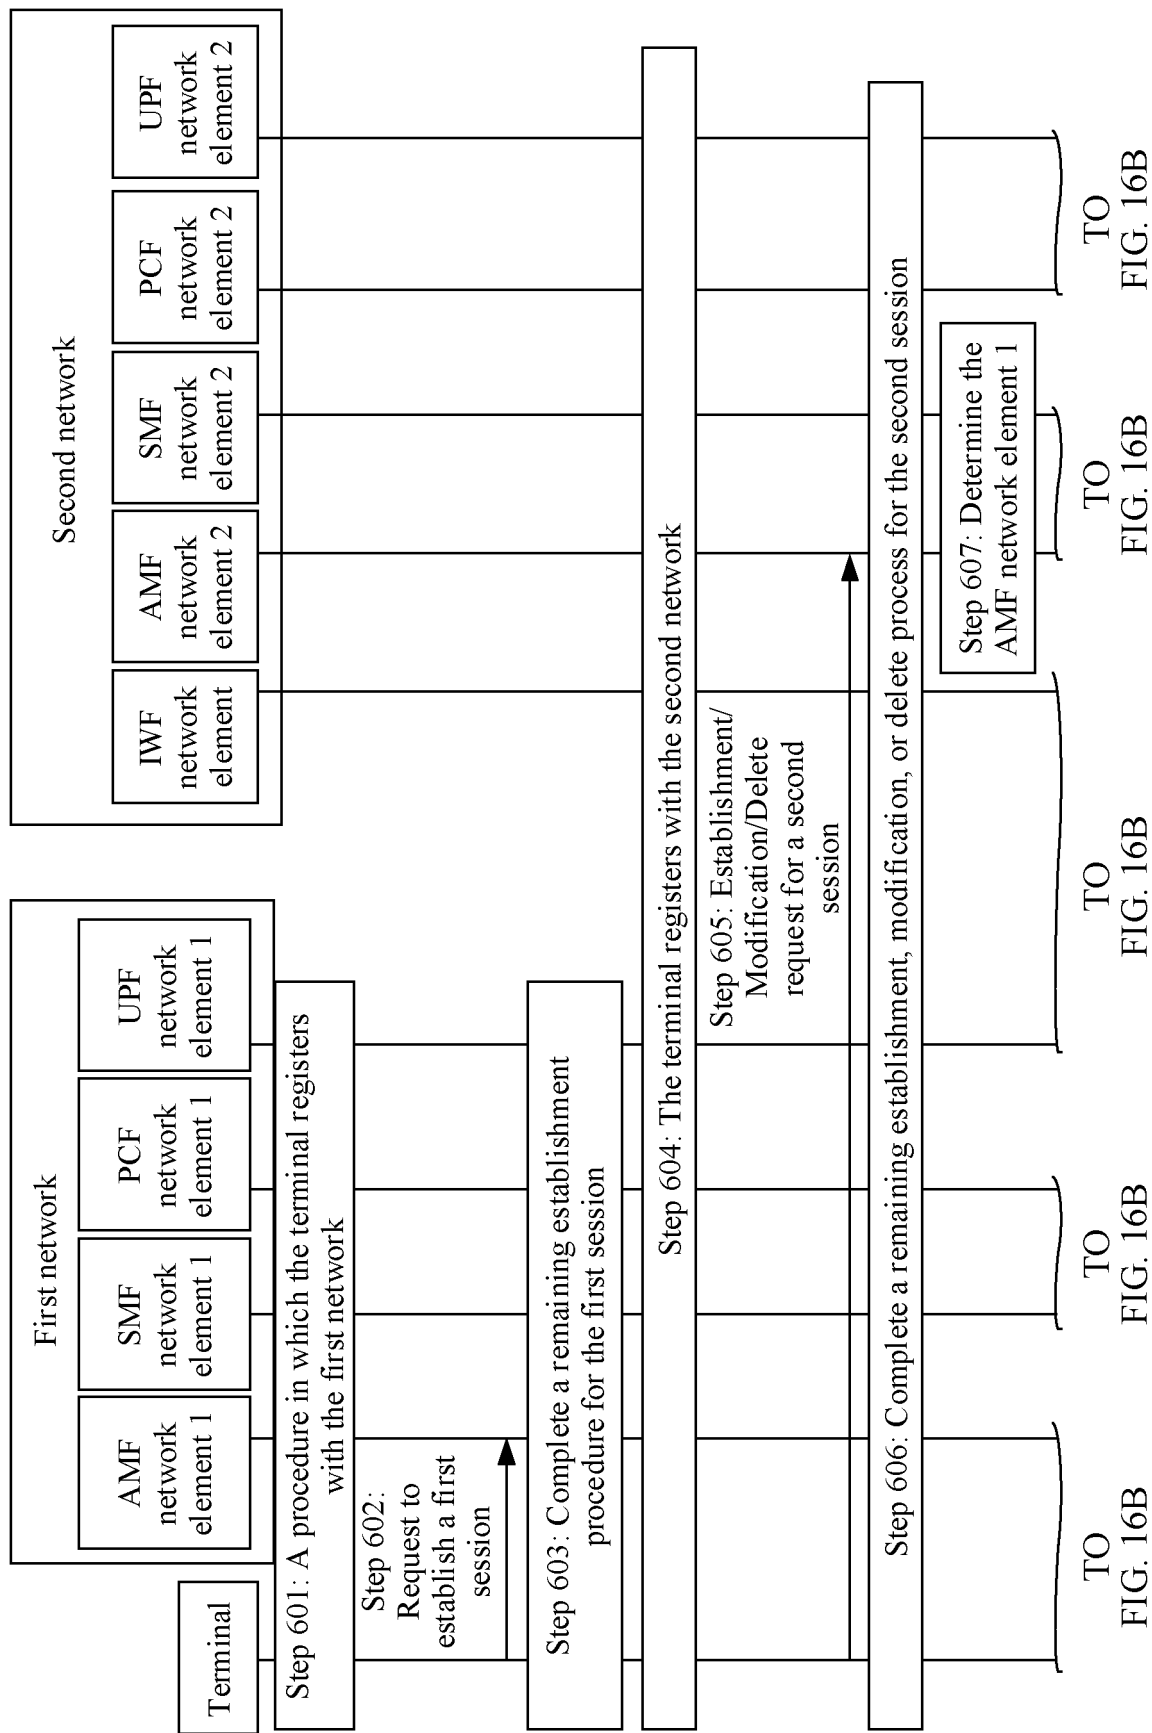 First network
Second network
Terminal
AMF
network
element 1
SMF
network
element 1
PCF
network
element 1
UPF
network
element 1
IWF
network
element
AMF
network
element 2
SMF
network
element 2
PCF
network
element 2
UPF
network
element 2
Step 601: A procedure in which the terminal registers
with the first network
Step 602:
Request to
establish a first
session
Step 603: Complete a remaining establishment
procedure for the first session
Step 604: The terminal registers with the second network
Step 605: Establishment/
Modification/Delete
request for a second
session
Step 606: Complete a remaining establishment, modification, or delete process for the second session
Step 607: Determine the
AMF network element 1
TO
FIG. 16B
TO
FIG. 16B
TO
FIG. 16B
TO
FIG. 16B
TO
FIG. 16B